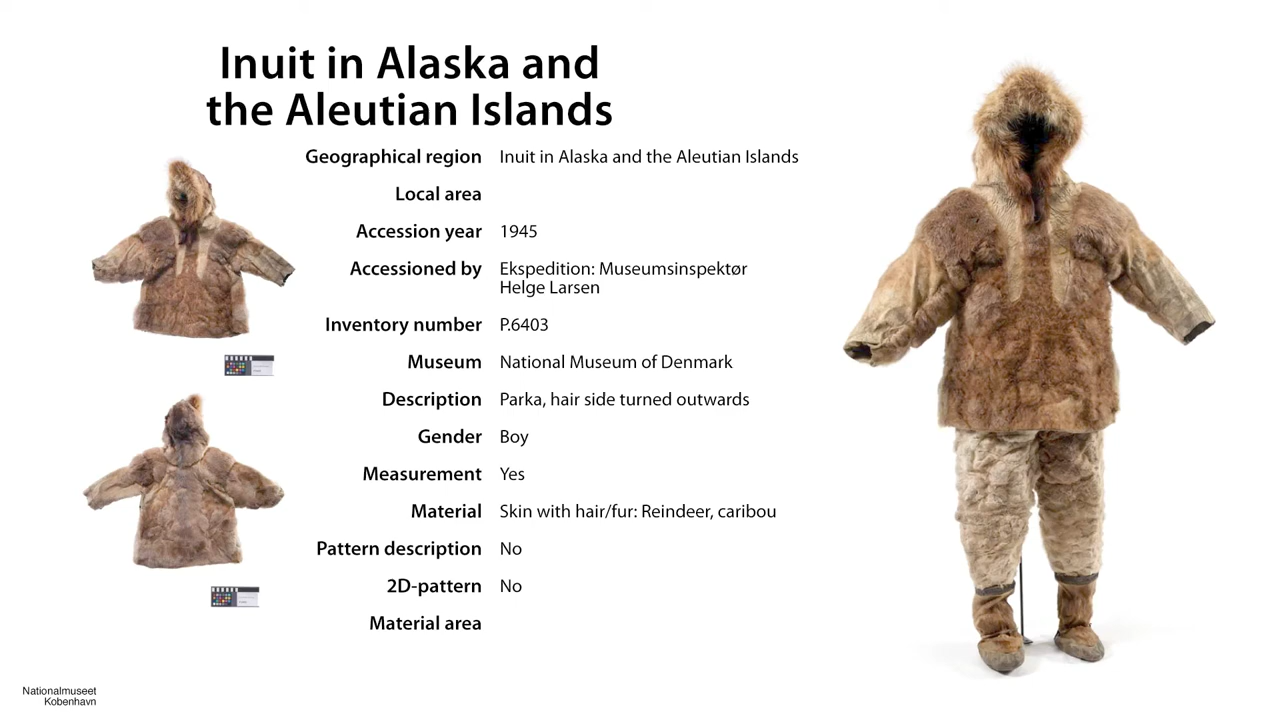 Inuit in Alaska and
the Aleutian Islands
Geographical region Inuit in Alaska and the Aleutian Islands
Local area
Accession year 1945
Accessioned by Ekspedition: Museumsinspektør
Helge Larsen
Inventory number P.6403
Museum National Museum of Denmark
Description Parka, hair side turned outwards
Gender Boy
Measurement Yes
Material Skin with hair/fur: Reindeer, caribou
Pattern description No
2D-pattern No
Material area
Nationalmuseet
Kobenhavn